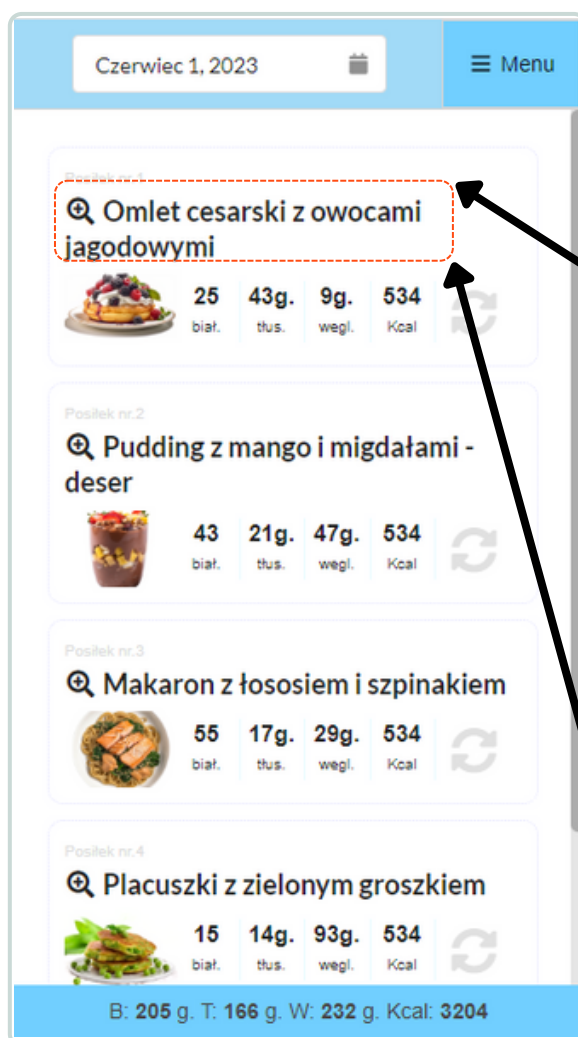 Czerwiec 1, 2023
Menu
Posiłek nr.1
Omlet cesarski z owocami
jagodowymi
25 43g. 9g. 534
biał. tłus. wegl. Kcal
Posiłek nr.2
Pudding z mango i migdałami -
deser
43 21g. 47g. 534
biał. tłus. wegl. Kcal
Posiłek nr.3
Makaron z łososiem i szpinakiem
55 17g. 29g. 534
biał. tłus. wegl. Kcal
Posiłek nr.4
Placuszki z zielonym groszkiem
15 14g. 93g. 534
biał. tłus. wegl. Kcal
B: 205 g. T: 166 g. W: 232 g. Kcal: 3204